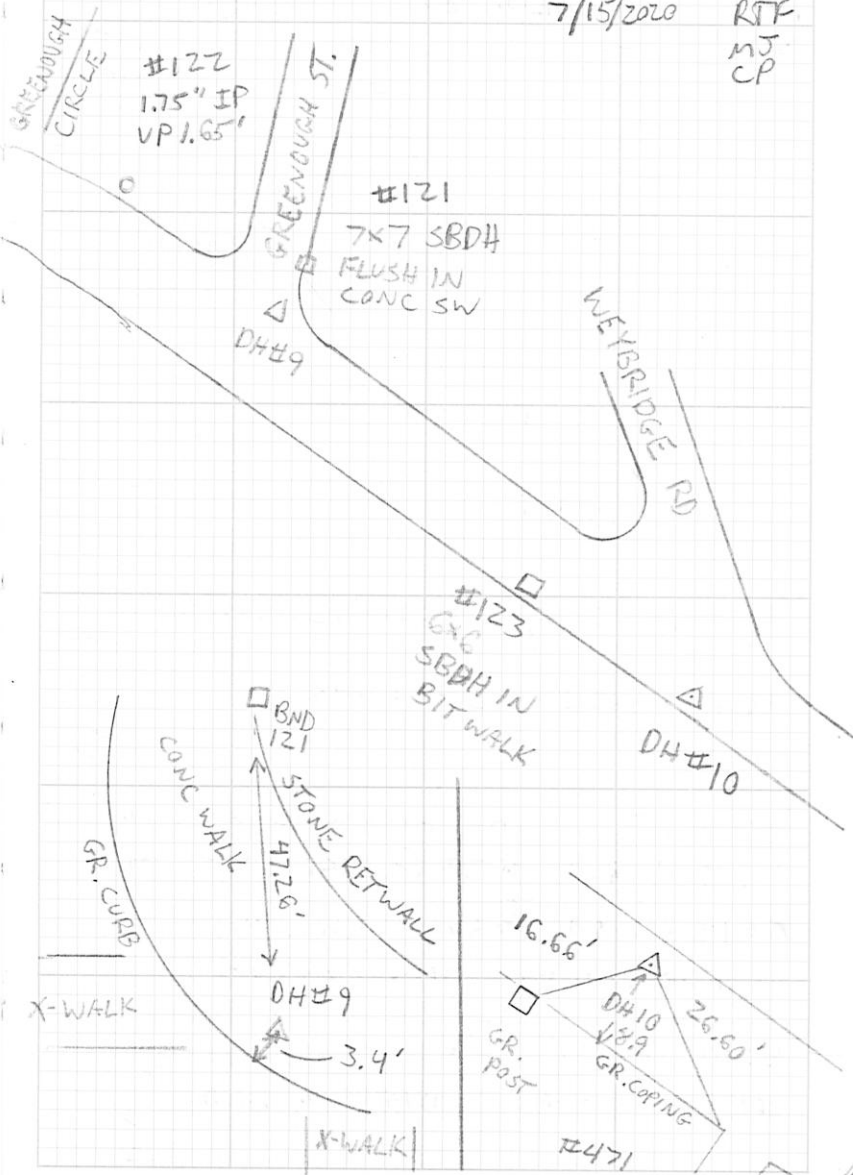 7/15/2020 RTF
MJ
CP
GREENOUGH
CIRCLE
#122
1.75" IP
UP 1.65'
GREENOUGH ST.
#121
7x7 SBDH
FLUSH IN
CONC SW
DH#9
WEYBRIDGE RD
#123
6x6
SBDH IN
BIT WALK
DH#10
BND
121
CONC WALK
STONE RETWALL
47.26'
GR. CURB
X-WALK
DH#9
3.4'
X-WALK
16.66'
DH10
8.9
26.60'
GR.
POST
GR. COPING
#471